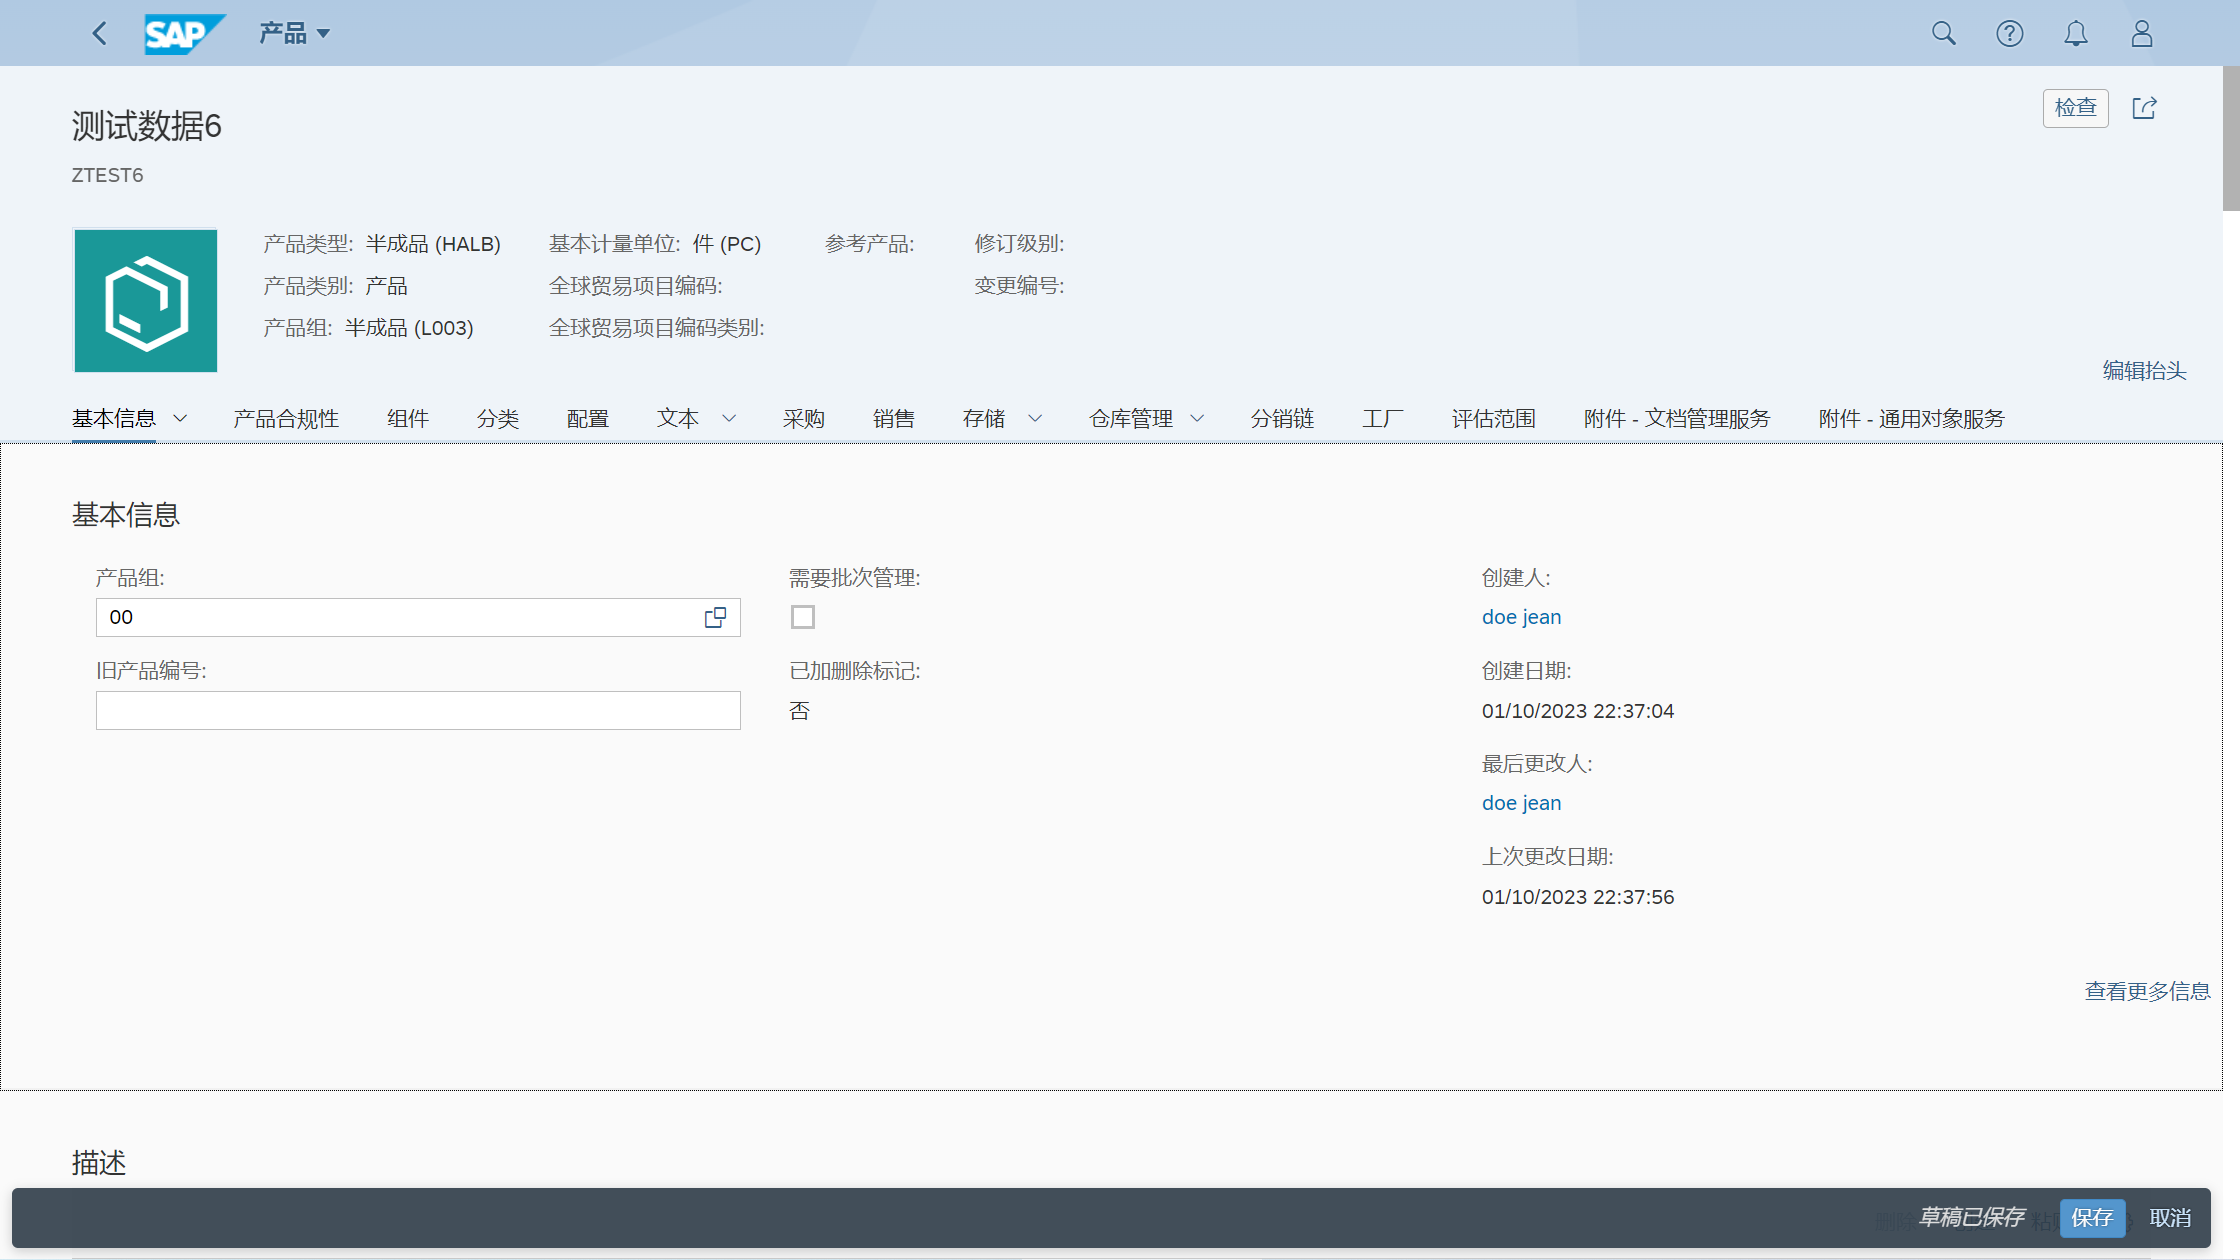 SAP 产品
检查
测试数据6
ZTEST6
产品类型: 半成品 (HALB) 基本计量单位: 件 (PC) 参考产品: 修订级别:
产品类别: 产品 全球贸易项目编码: 变更编号:
产品组: 半成品 (L003) 全球贸易项目编码类别:
编辑抬头
基本信息 产品合规性 组件 分类 配置 文本 采购 销售 存储 仓库管理 分销链 工厂 评估范围 附件 - 文档管理服务 附件 - 通用对象服务
基本信息
产品组: 需要批次管理: 创建人:
00 doe jean
旧产品编号: 已加删除标记: 创建日期:
否 01/10/2023 22:37:04
最后更改人:
doe jean
上次更改日期:
01/10/2023 22:37:56
查看更多信息
描述
草稿已保存 保存 取消